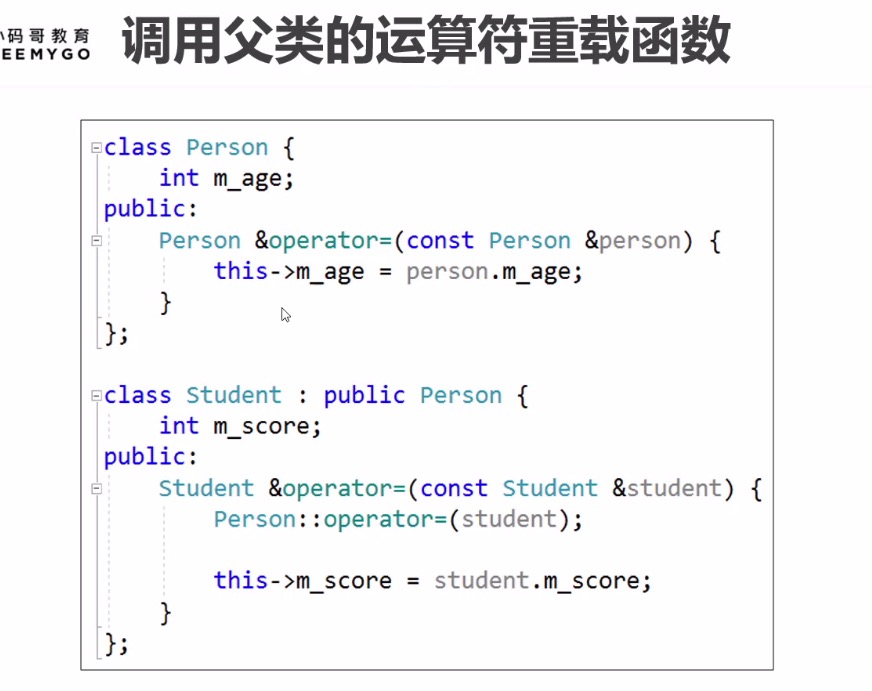 码哥教育
EEMYGO
调用父类的运算符重载函数
class Person {
int m_age;
public:
Person &operator=(const Person &person) {
this->m_age = person.m_age;
}
};
class Student : public Person {
int m_score;
public:
Student &operator=(const Student &student) {
Person::operator=(student);
this->m_score = student.m_score;
}
};